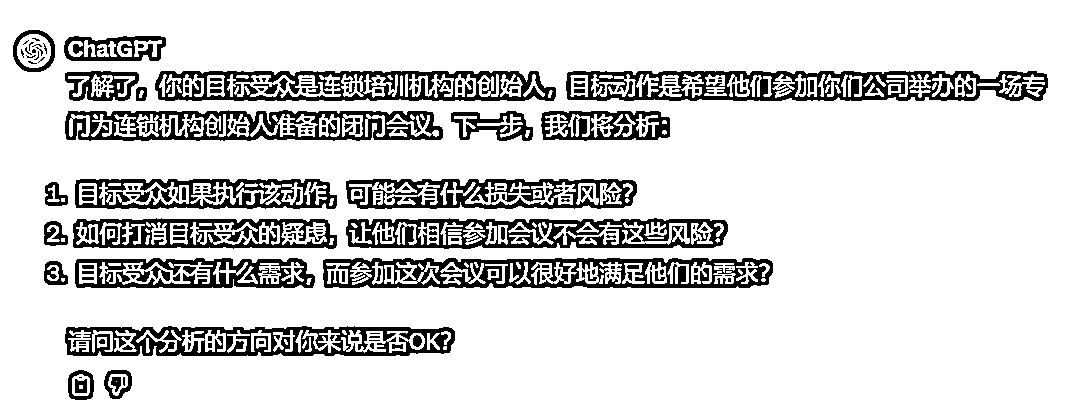 ChatGPT
了解了，你的目标受众是连锁培训机构的创始人，目标动作是希望他们参加你们公司举办的一场专
门为连锁机构创始人准备的闭门会议。下一步，我们将分析：
1. 目标受众如果执行该动作，可能会有什么损失或者风险？
2. 如何打消目标受众的疑虑，让他们相信参加会议不会有这些风险？
3. 目标受众还有什么需求，而参加这次会议可以很好地满足他们的需求？
请问这个分析的方向对你来说是否OK？